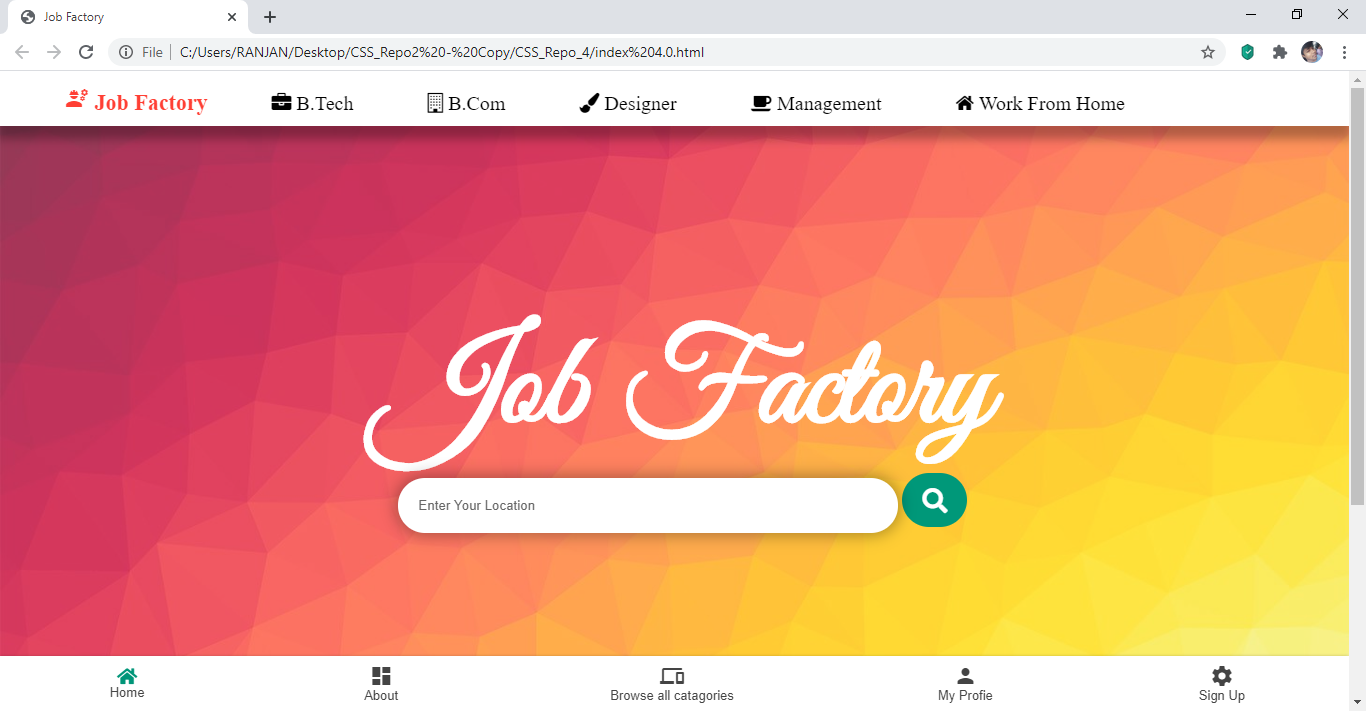 Job Factory
File C:/Users/RANJAN/Desktop/CSS_Repo2%20-%20Copy/CSS_Repo_4/index%204.0.html
Job Factory B.Tech B.Com Designer Management Work From Home
Job Factory
Enter Your Location
Home About Browse all catagories My Profie Sign Up